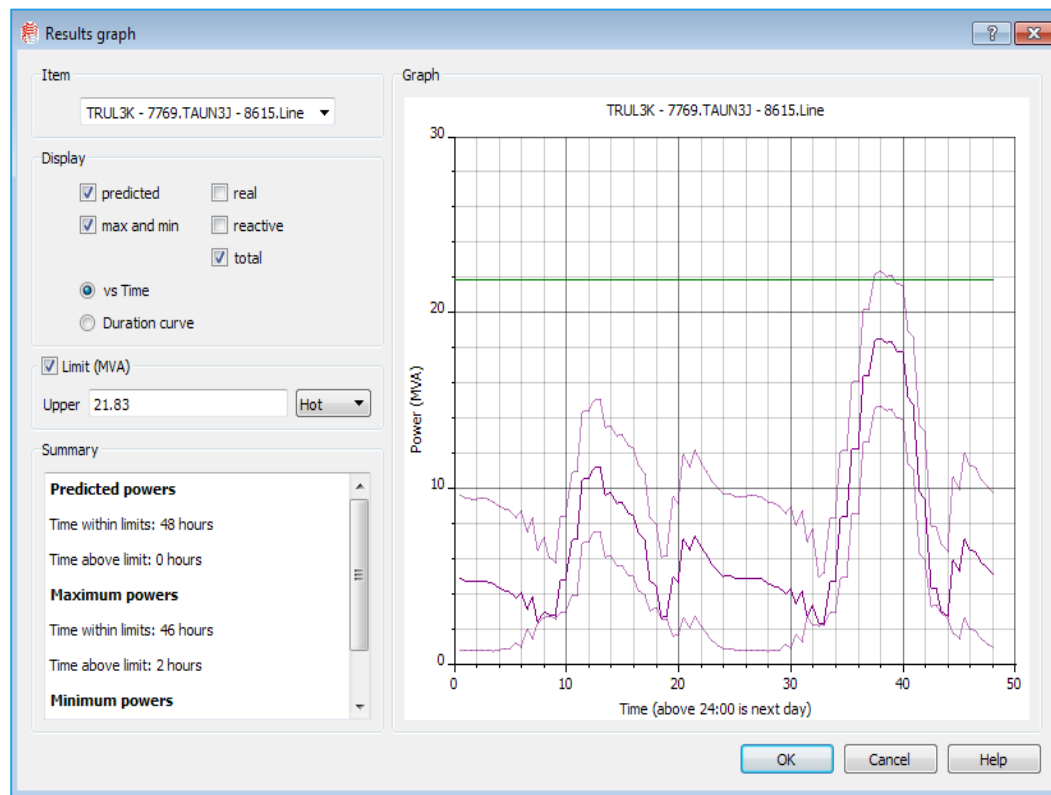 Results graph
Item
TRUL3K - 7769.TAUN3J - 8615.Line
Display
predicted
real
max and min
reactive
total
vs Time
Duration curve
Limit (MVA)
Upper 21.83 Hot
Summary
Predicted powers
Time within limits: 48 hours
Time above limit: 0 hours
Maximum powers
Time within limits: 46 hours
Time above limit: 2 hours
Minimum powers
Graph
TRUL3K - 7769.TAUN3J - 8615.Line
30
20
10
0
Power (MVA)
0 10 20 30 40 50
Time (above 24:00 is next day)
OK Cancel Help